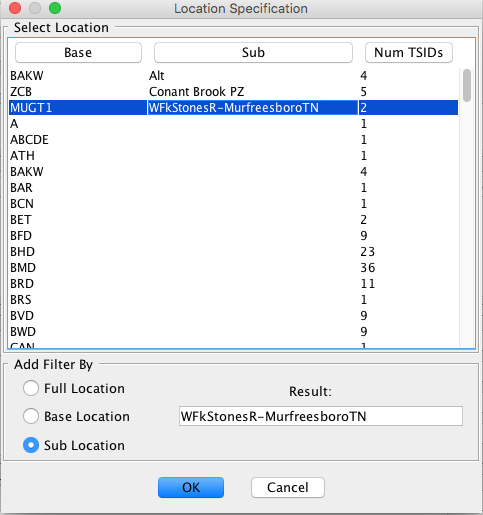 Location Specification
Select Location
Base Sub Num TSIDs
BAKW Alt 4
ZCB Conant Brook PZ 5
MUGT1 WFkStonesR-MurfreesboroTN 2
A 1
ABCDE 1
ATH 1
BAKW 4
BAR 1
BCN 1
BET 2
BFD 9
BHD 23
BMD 36
BRD 11
BRS 1
BVD 9
BWD 9
CAN 1
Add Filter By
Full Location
Result:
Base Location WFkStonesR-MurfreesboroTN
Sub Location
OK Cancel